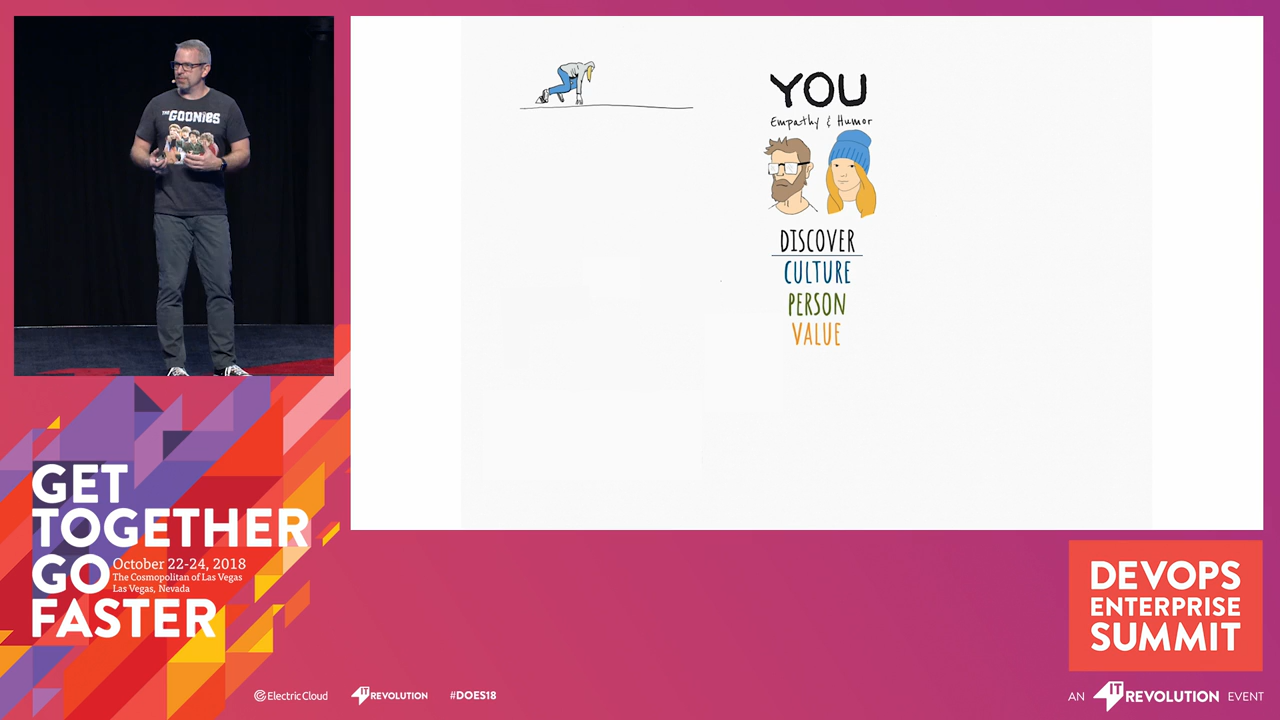 THE GOONIES
YOU
Empathy & Humor
DISCOVER
CULTURE
PERSON
VALUE
GET
TOGETHER
GO
FASTER
October 22-24, 2018
The Cosmopolitan of Las Vegas
Las Vegas, Nevada
DEVOPS
ENTERPRISE
SUMMIT
Electric Cloud
IT REVOLUTION
#DOES18
AN IT REVOLUTION EVENT